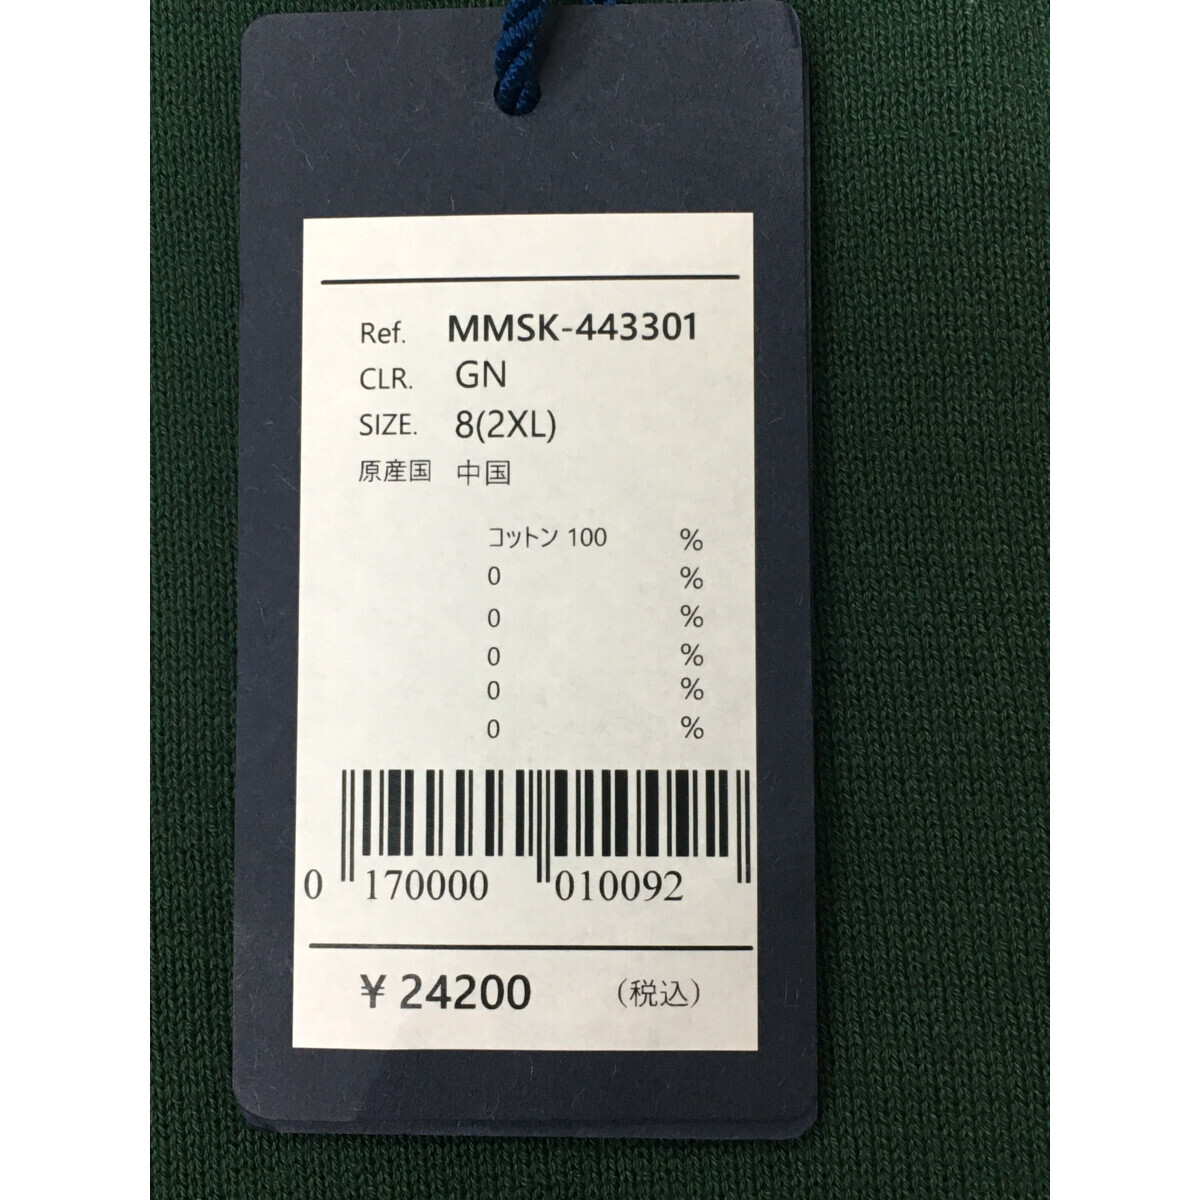 Ref. MMSK-443301
CLR. GN
SIZE. 8(2XL)
原産国 中国
コットン 100 %
0 %
0 %
0 %
0 %
0 %
0 170000 010092
¥ 24200 （税込）